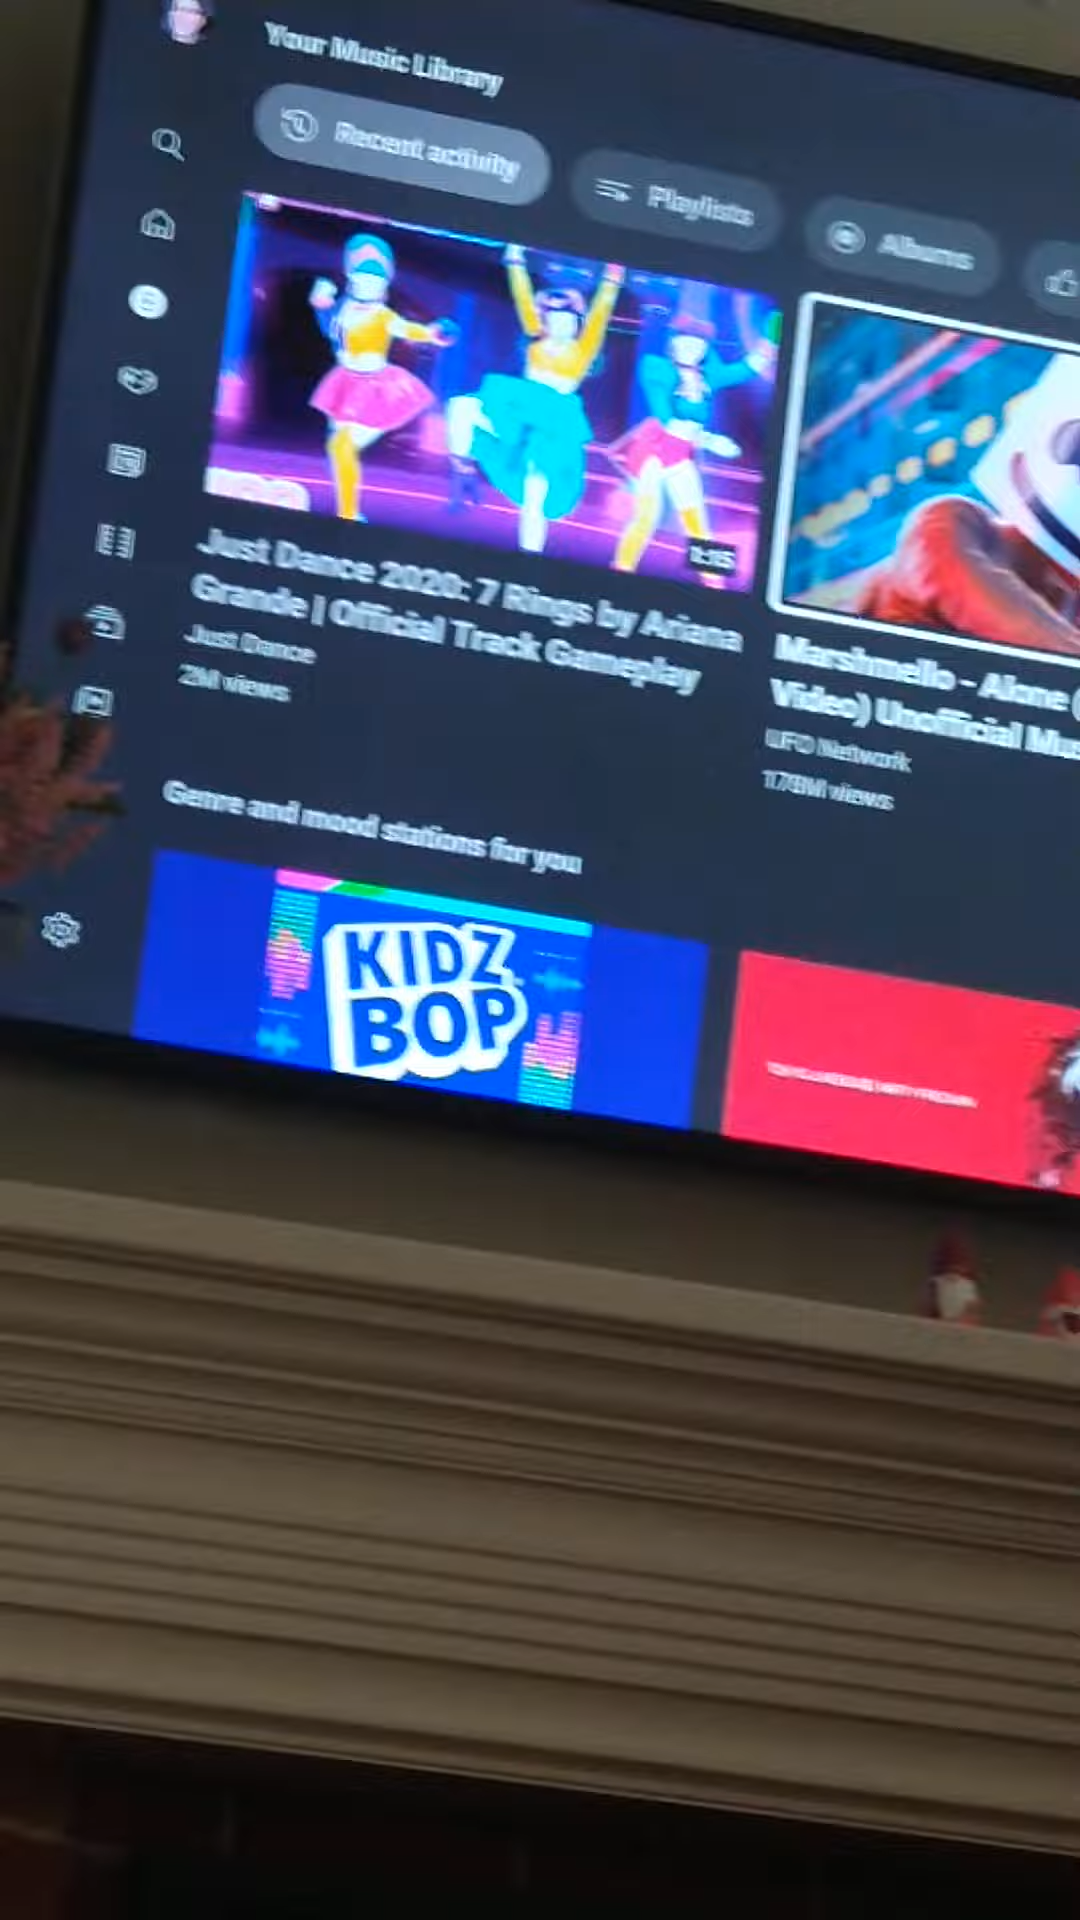 Your Music Library
Recent activity
Playlists
Albums
1:15
Just Dance 2020: 7 Rings by Ariana
Grande | Official Track Gameplay
Just Dance
2M views
Marshmello - Alone (
Video) Unofficial Mus
UFO Network
178M views
Genre and mood stations for you
KIDZ
BOP